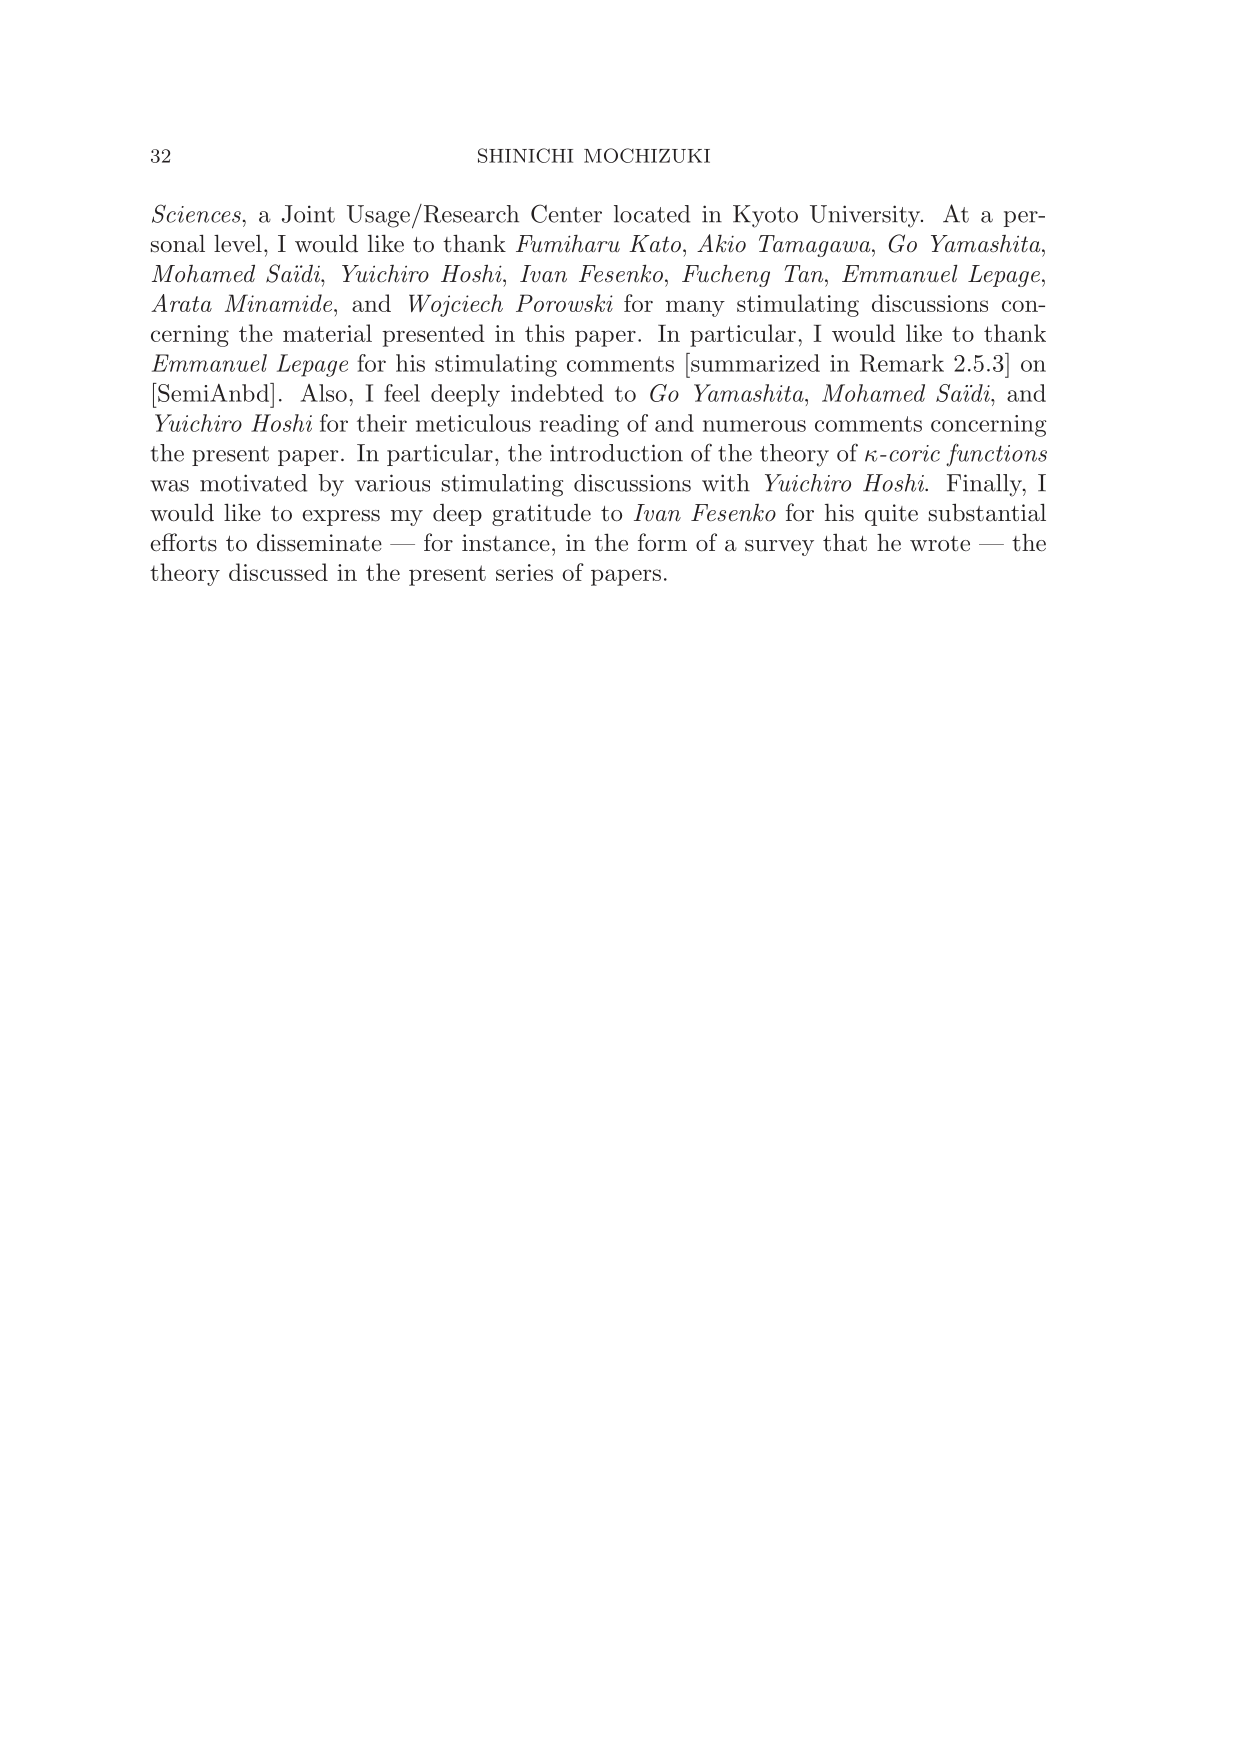 32 SHINICHI MOCHIZUKI
Sciences, a Joint Usage/Research Center located in Kyoto University. At a per-
sonal level, I would like to thank Fumiharu Kato, Akio Tamagawa, Go Yamashita,
Mohamed Saïdi, Yuichiro Hoshi, Ivan Fesenko, Fucheng Tan, Emmanuel Lepage,
Arata Minamide, and Wojciech Porowski for many stimulating discussions con-
cerning the material presented in this paper. In particular, I would like to thank
Emmanuel Lepage for his stimulating comments [summarized in Remark 2.5.3] on
[SemiAnbd]. Also, I feel deeply indebted to Go Yamashita, Mohamed Saïdi, and
Yuichiro Hoshi for their meticulous reading of and numerous comments concerning
the present paper. In particular, the introduction of the theory of κ-coric functions
was motivated by various stimulating discussions with Yuichiro Hoshi. Finally, I
would like to express my deep gratitude to Ivan Fesenko for his quite substantial
efforts to disseminate — for instance, in the form of a survey that he wrote — the
theory discussed in the present series of papers.